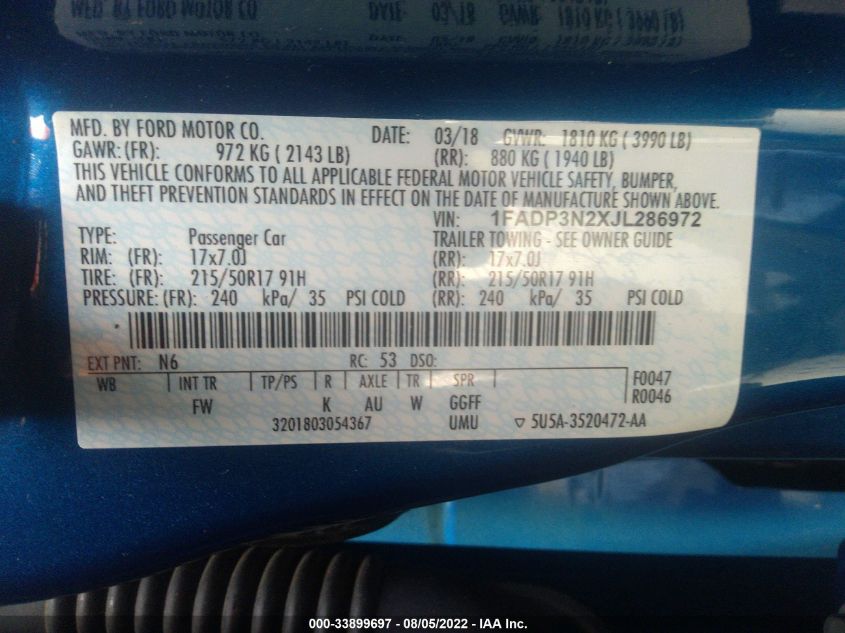 MFD. BY FORD MOTOR CO. DATE: 03/18 GVWR: 1810 KG ( 3990 LB)
GAWR: (FR): 972 KG ( 2143 LB) (RR): 880 KG ( 1940 LB)
THIS VEHICLE CONFORMS TO ALL APPLICABLE FEDERAL MOTOR VEHICLE SAFETY, BUMPER,
AND THEFT PREVENTION STANDARDS IN EFFECT ON THE DATE OF MANUFACTURE SHOWN ABOVE.
VIN: 1FADP3N2XJL286972
TYPE: Passenger Car TRAILER TOWING - SEE OWNER GUIDE
RIM: (FR): 17x7.0J (RR): 17x7.0J
TIRE: (FR): 215/50R17 91H (RR): 215/50R17 91H
PRESSURE: (FR): 240 kPa/ 35 PSI COLD (RR): 240 kPa/ 35 PSI COLD
EXT PNT: N6 RC: 53 DSO:
WB INT TR TP/PS R AXLE TR SPR F0047
FW K AU W GGFF R0046
3201803054367 UMU ▽ 5U5A-3520472-AA
000-33899697 - 08/05/2022 - IAA Inc.